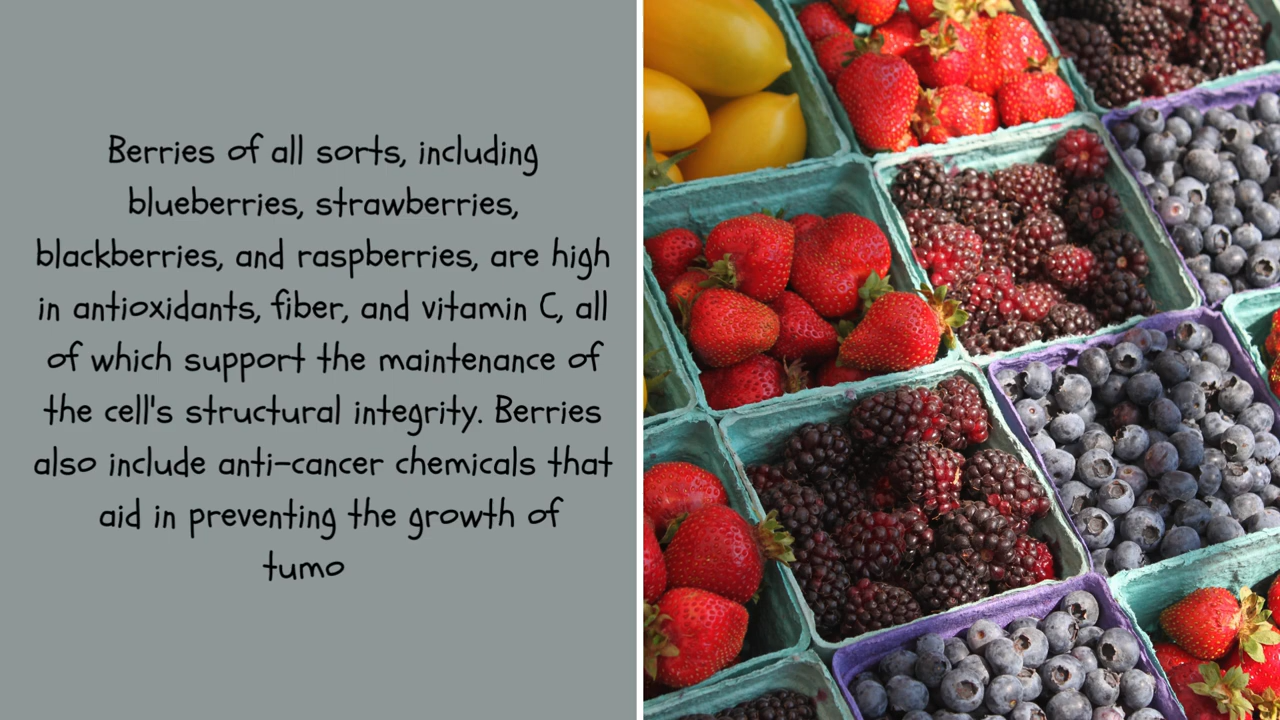 Berries of all sorts, including
blueberries, strawberries,
blackberries, and raspberries, are high
in antioxidants, fiber, and vitamin C, all
of which support the maintenance of
the cell's structural integrity. Berries
also include anti-cancer chemicals that
aid in preventing the growth of
tumo